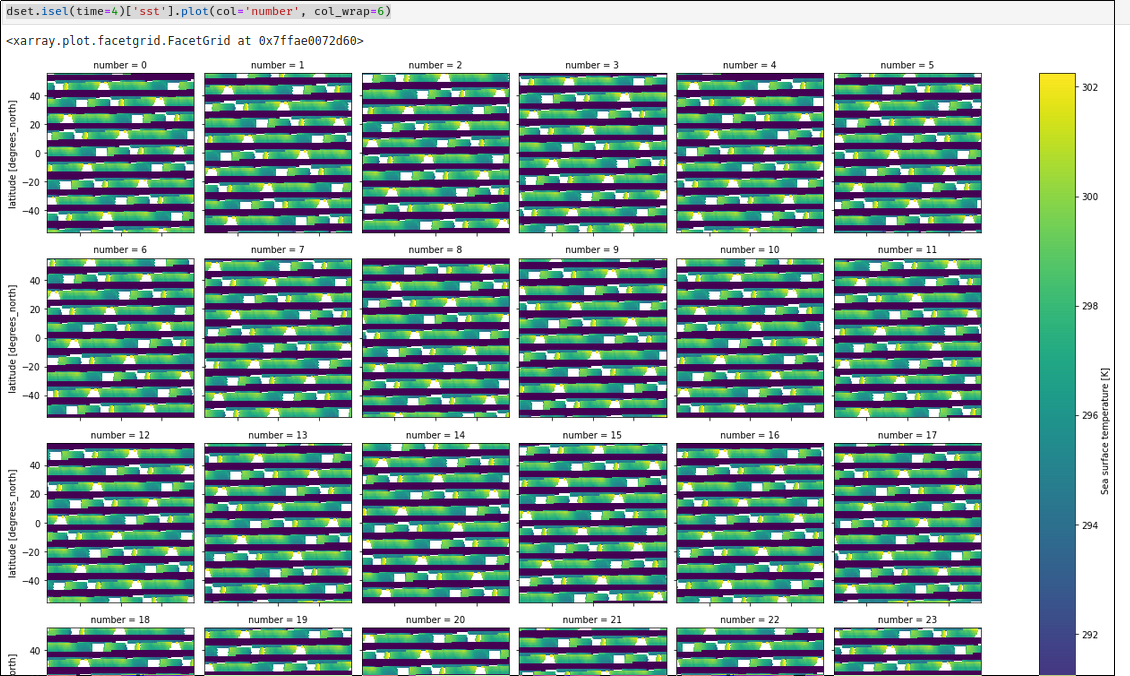 dset.isel(time=4)['sst'].plot(col='number', col_wrap=6)
<xarray.plot.facetgrid.FacetGrid at 0x7ffae0072d60>
number = 0 number = 1 number = 2 number = 3 number = 4 number = 5
latitude [degrees_north]
40
20
0
−20
−40
number = 6 number = 7 number = 8 number = 9 number = 10 number = 11
latitude [degrees_north]
40
20
0
−20
−40
number = 12 number = 13 number = 14 number = 15 number = 16 number = 17
latitude [degrees_north]
40
20
0
−20
−40
number = 18 number = 19 number = 20 number = 21 number = 22 number = 23
orth]
40
302
300
298
296
294
292
Sea surface temperature [K]